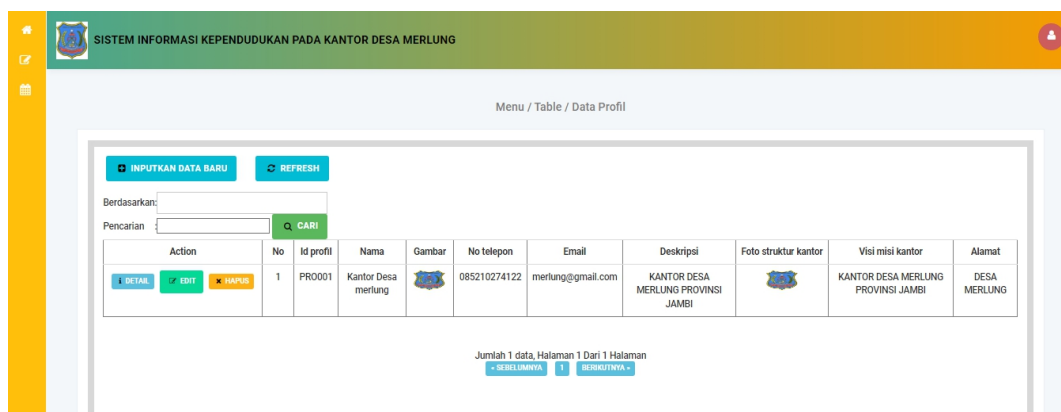 SISTEM INFORMASI KEPENDUDUKAN PADA KANTOR DESA MERLUNG
Menu / Table / Data Profil
INPUTKAN DATA BARU REFRESH
Berdasarkan:
Pencarian : CARI
Action No Id profil Nama Gambar No telepon Email Deskripsi Foto struktur kantor Visi misi kantor Alamat
DETAIL EDIT HAPUS 1 PRO001 Kantor Desa merlung 085210274122 merlung@gmail.com KANTOR DESA MERLUNG PROVINSI JAMBI KANTOR DESA MERLUNG PROVINSI JAMBI DESA MERLUNG
Jumlah 1 data, Halaman 1 Dari 1 Halaman
« SEBELUMNYA 1 BERIKUTNYA »